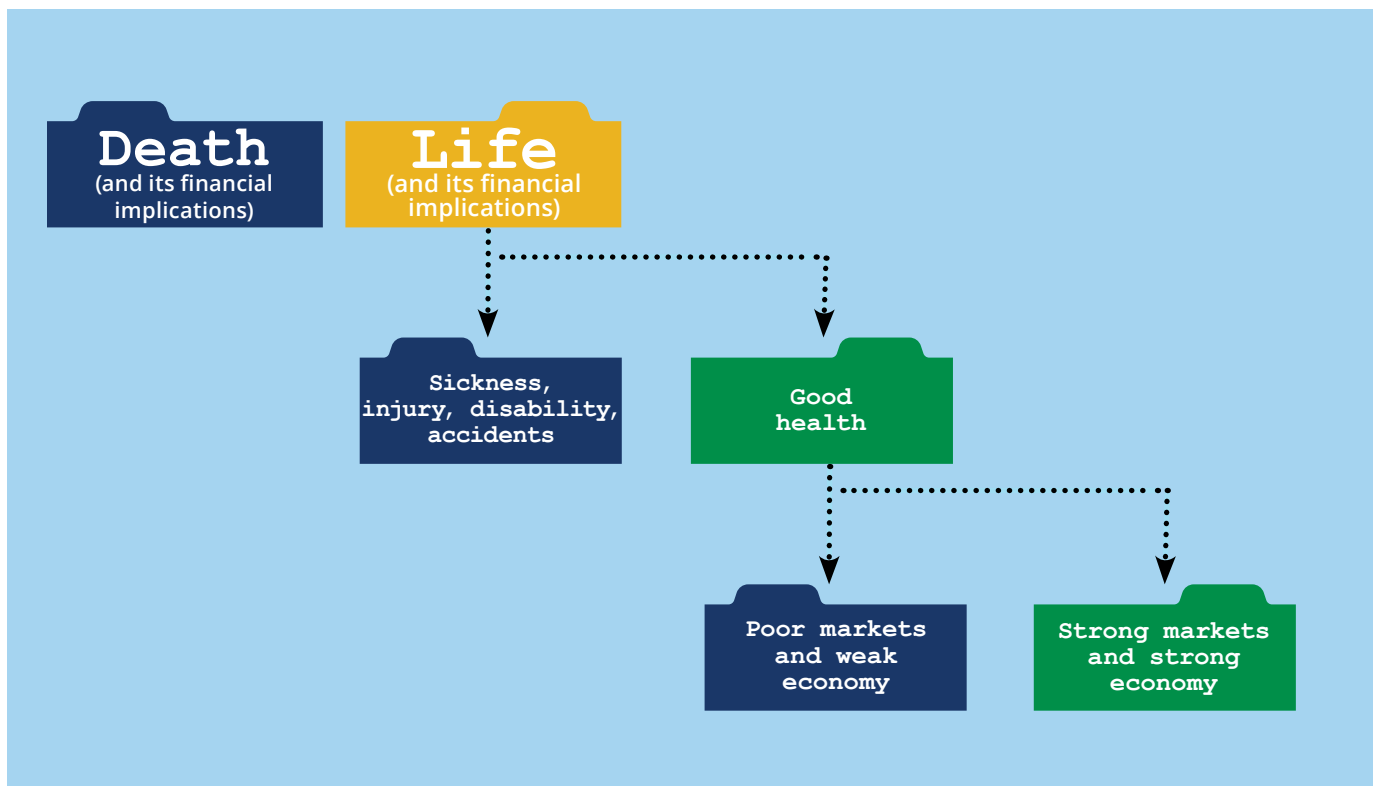 Death
(and its financial
implications)
Life
(and its financial
implications)
Sickness,
injury, disability,
accidents
Good
health
Poor markets
and weak
economy
Strong markets
and strong
economy